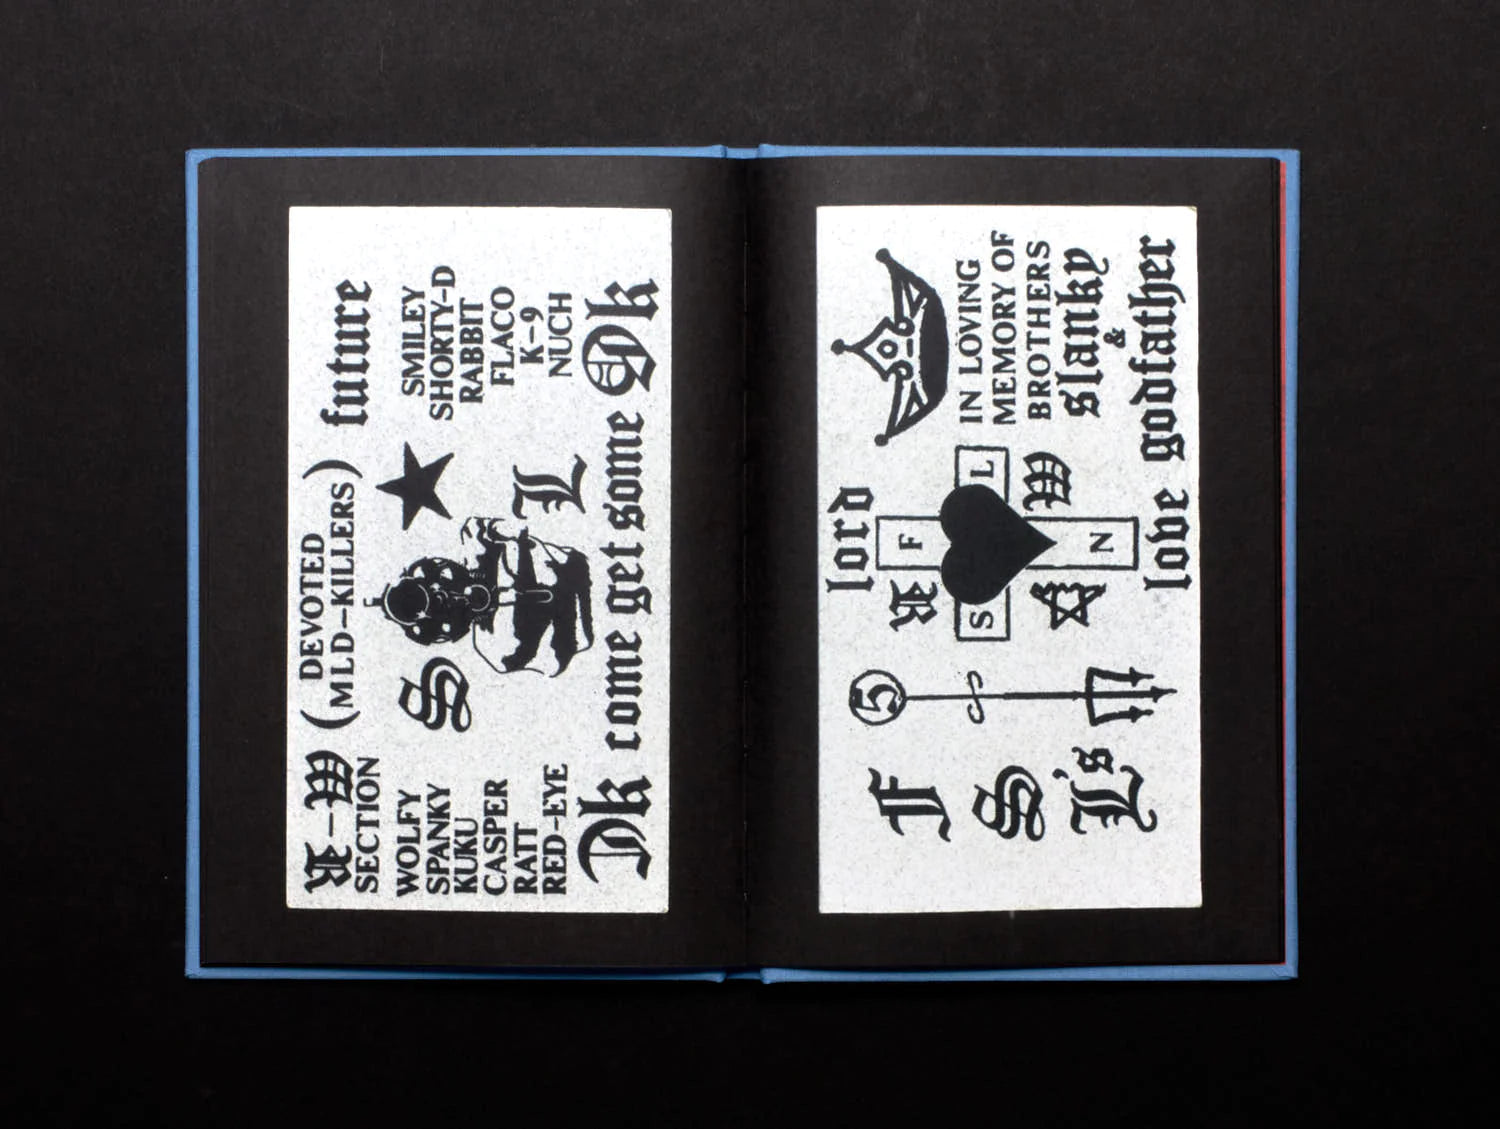 W
SECTION
DEVOTED
(MLD-KILLERS)
future
WOLFY
SPANKY
KUKU
CASPER
RATT
RED-EYE
S
L
SMILEY
SHORTY-D
RABBIT
FLACO
K-9
NUCH
Dk come get some Dk
F
S
L's
5
lord
F
S L
W
N
love
IN LOVING
MEMORY OF
BROTHERS
slanky
&
godfather